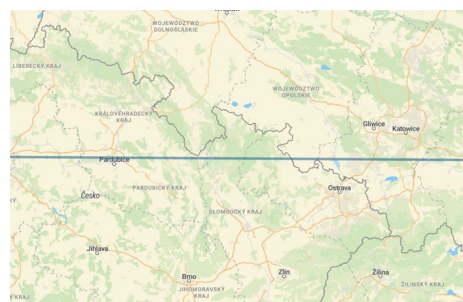 WOJEWÓDZTWO
DOLNOŚLĄSKIE
LIBERECKÝ KRAJ
WOJEWÓDZTWO
OPOLSKIE
KRÁLOVÉHRADECKÝ
KRAJ
Gliwice
Katowice
Pardubice
PARDUBICKÝ KRAJ
Ostrava
Česko
OLOMOUCKÝ KRAJ
Jihlava
Brno
Zlín
Žilina
JIHOMORAVSKÝ
KRAJ
ŽILINSKÝ KRAJ
Ý KRAJ